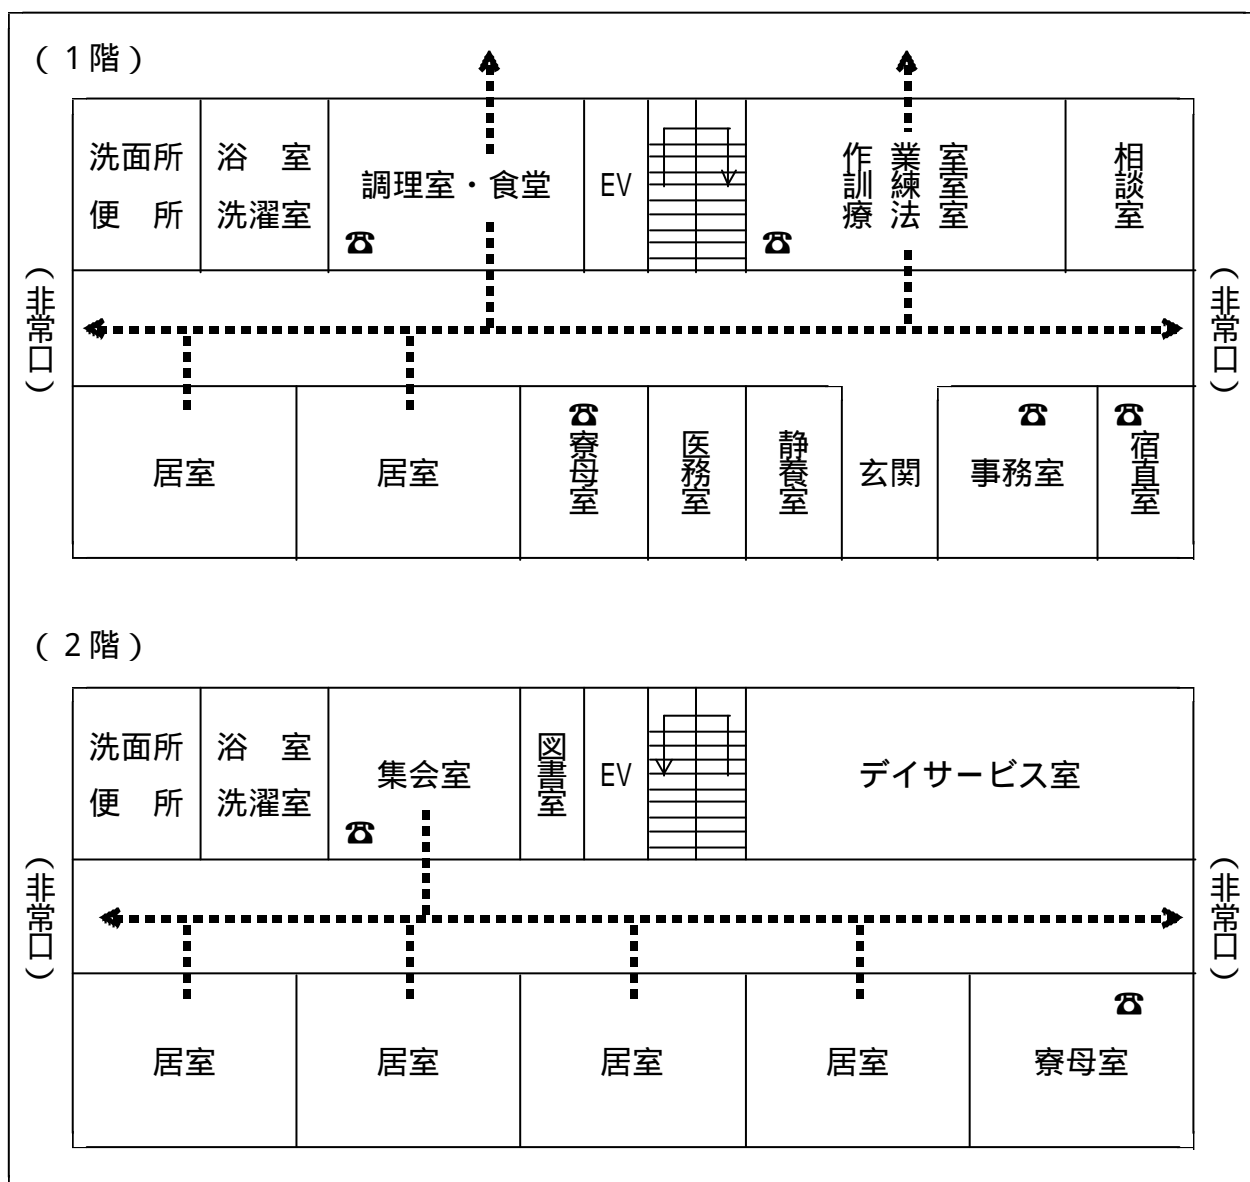 （１階）
洗面所
便　所
浴　室
洗濯室
調理室・食堂
☎
EV
作業室
訓練室
療法室
☎
相談室
（非常口）
（非常口）
居室
居室
☎
寮母室
医務室
静養室
玄関
☎
事務室
☎
宿直室
（２階）
洗面所
便　所
浴　室
洗濯室
集会室
☎
図書室
EV
デイサービス室
（非常口）
（非常口）
居室
居室
居室
居室
☎
寮母室